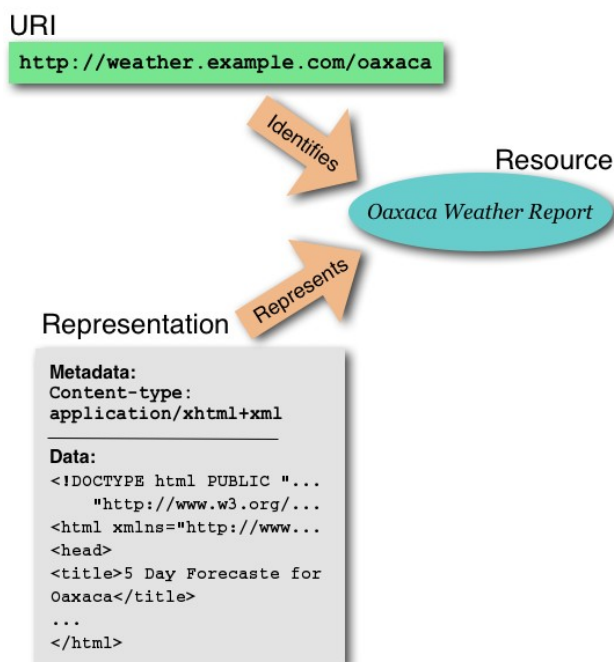 URI
http://weather.example.com/oaxaca
Identifies
Resource
Oaxaca Weather Report
Represents
Representation
Metadata:
Content-type:
application/xhtml+xml
Data:
<!DOCTYPE html PUBLIC "...
"http://www.w3.org/...
<html xmlns="http://www...
<head>
<title>5 Day Forecaste for
Oaxaca</title>
...
</html>